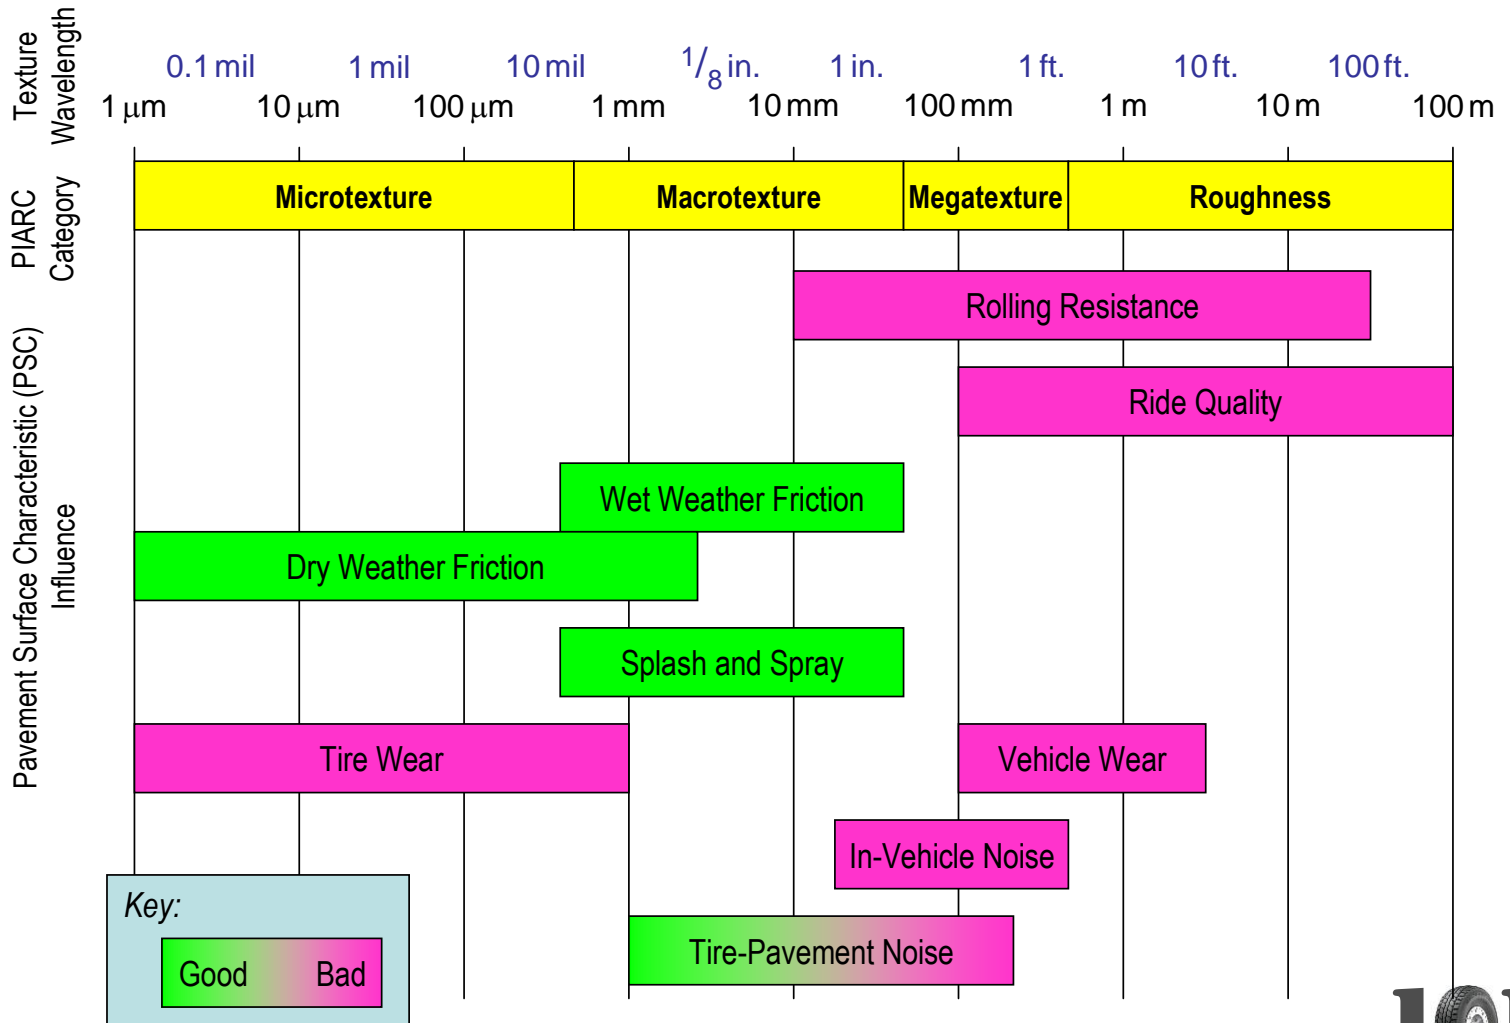 Texture
Wavelength
0.1 mil 1 mil 10 mil 1/8 in. 1 in. 1 ft. 10 ft. 100 ft.
1 μm 10 μm 100 μm 1 mm 10 mm 100 mm 1 m 10 m 100 m
PIARC
Category
Microtexture Macrotexture Megatexture Roughness
Pavement Surface Characteristic (PSC)
Influence
Rolling Resistance
Ride Quality
Wet Weather Friction
Dry Weather Friction
Splash and Spray
Tire Wear Vehicle Wear
In-Vehicle Noise
Tire-Pavement Noise
Key:
Good Bad